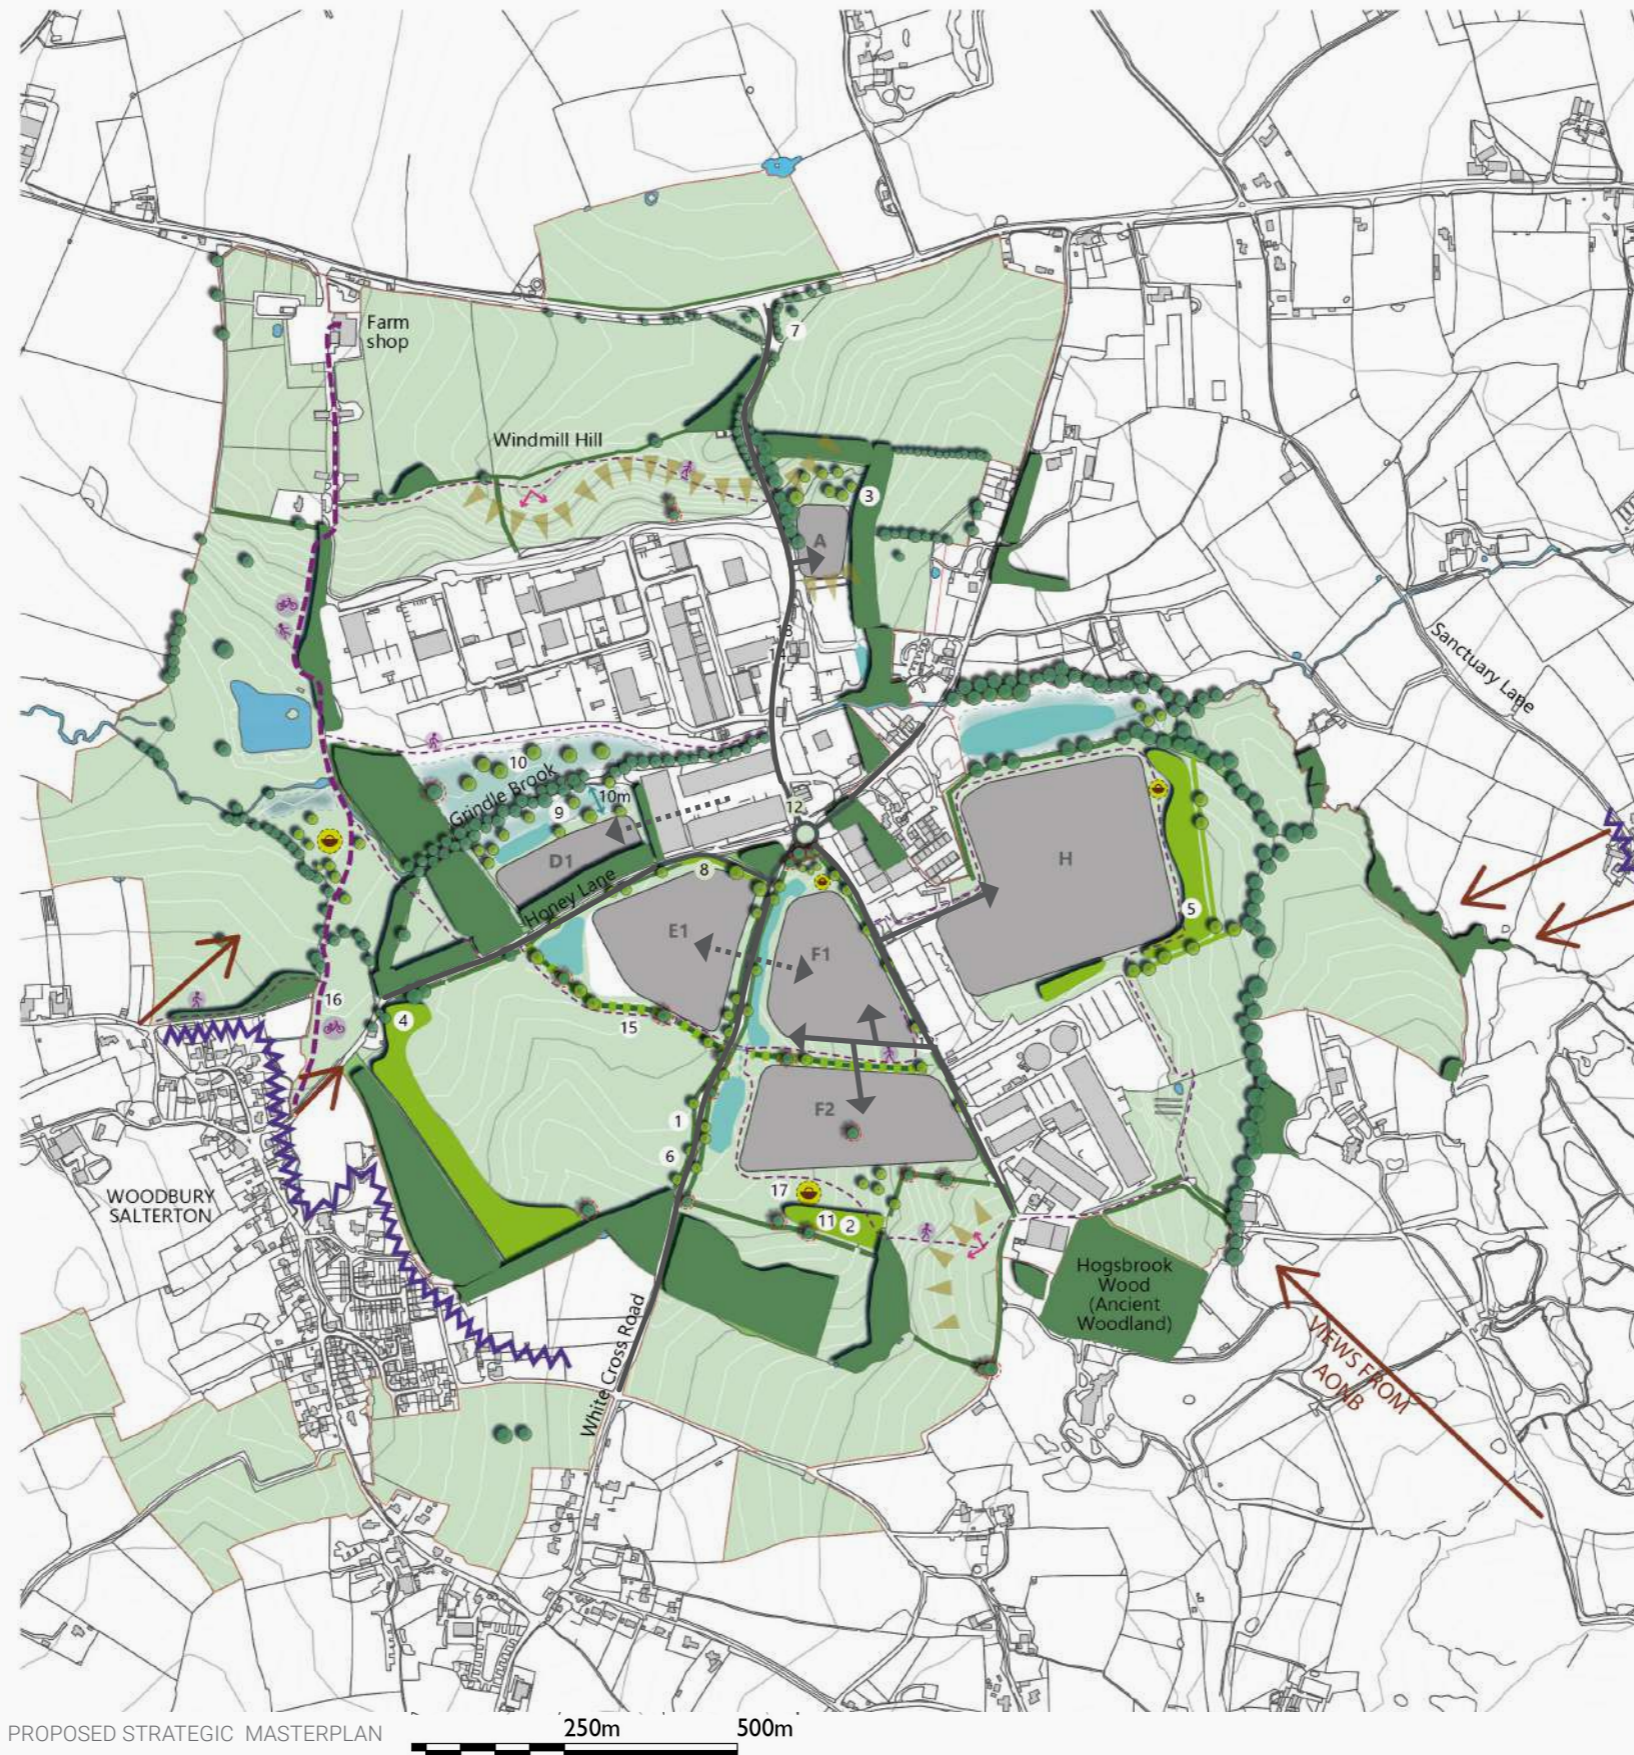 Farm
shop
7
Windmill Hill
3
A
13
14
Sanctuary Lane
10
Grindle Brook
10m
9
12
D1
H
8
Honey Lane
5
E1
F1
16
4
15
1
F2
6
17
WOODBURY
SALTERTON
11
2
Hogsbrook
Wood
(Ancient
Woodland)
White Cross Road
VIEWS FROM
AONB
PROPOSED STRATEGIC MASTERPLAN
250m
500m